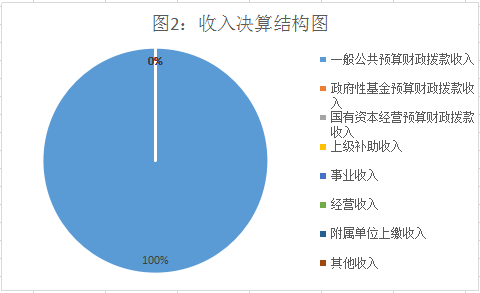 图2：收入决算结构图
0%
100%
一般公共预算财政拨款收入
政府性基金预算财政拨款收
入
国有资本经营预算财政拨款
收入
上级补助收入
事业收入
经营收入
附属单位上缴收入
其他收入